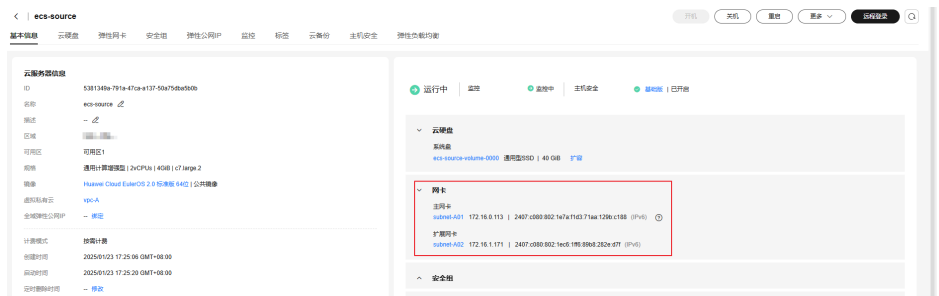 ecs-source
开机 关机 重启 更多 远程登录
基本信息 云硬盘 弹性网卡 安全组 弹性公网IP 监控 标签 云备份 主机安全 弹性负载均衡
云服务器信息
ID 5381349a-791a-47ca-a137-50a75dba5b0b
名称 ecs-source
描述 --
区域
可用区 可用区1
规格 通用计算增强型 | 2vCPUs | 4GiB | c7.large.2
镜像 Huawei Cloud EulerOS 2.0 标准版 64位 | 公共镜像
虚拟私有云 vpc-A
全域弹性公网IP -- 绑定
计费模式 按需计费
创建时间 2025/01/23 17:25:06 GMT+08:00
启动时间 2025/01/23 17:25:20 GMT+08:00
定时删除时间 -- 修改
运行中 监控 监控中 主机安全 基础版 | 已开启
云硬盘
系统盘
ecs-source-volume-0000 通用型SSD | 40 GiB 扩容
网卡
主网卡
subnet-A01 172.16.0.113 | 2407:c080:802:1e7a:f1d3:71aa:129b:c188 (IPv6)
扩展网卡
subnet-A02 172.16.1.171 | 2407:c080:802:1ec6:1ff6:89b8:282e:d7f (IPv6)
安全组